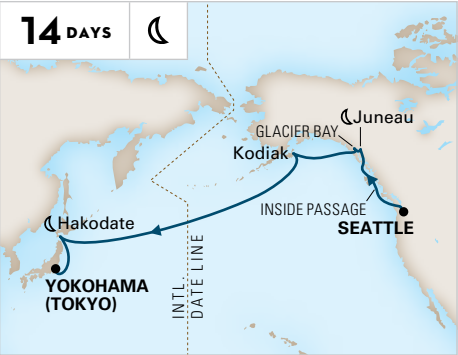 14 DAYS
Juneau
GLACIER BAY
Kodiak
INSIDE PASSAGE
SEATTLE
Hakodate
YOKOHAMA
(TOKYO)
INTL.
DATE LINE